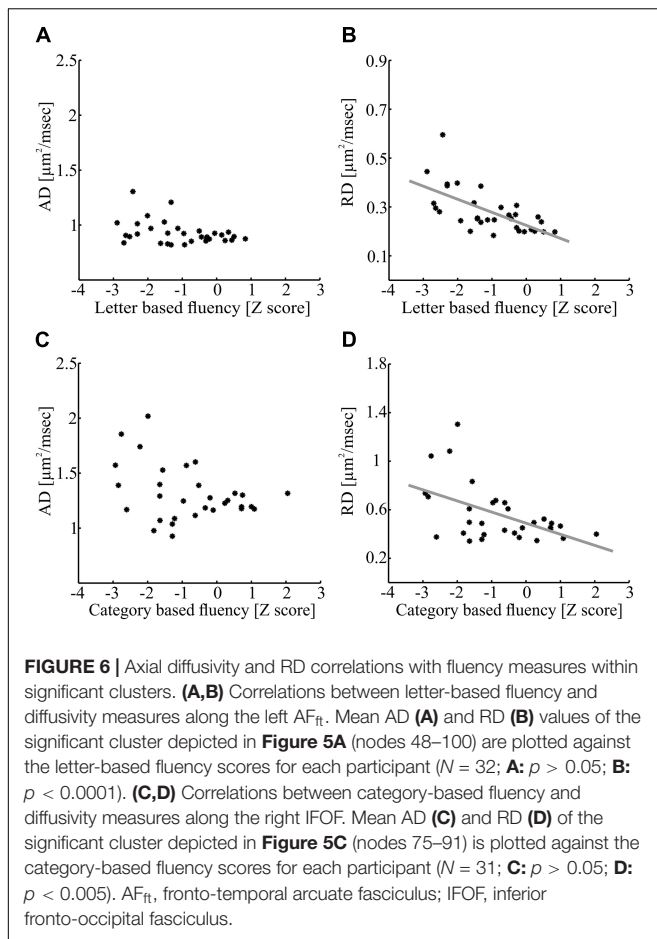 A
B
2.5
2
1.5
1
AD [µm²/msec]
-4 -3 -2 -1 0 1 2 3
Letter based fluency [Z score]
0.9
0.7
0.5
0.3
0.1
RD [µm²/msec]
-4 -3 -2 -1 0 1 2 3
Letter based fluency [Z score]
C
D
2.5
2
1.5
1
AD [µm²/msec]
-4 -3 -2 -1 0 1 2 3
Category based fluency [Z score]
1.8
1.4
1
0.6
0.2
RD [µm²/msec]
-4 -3 -2 -1 0 1 2 3
Category based fluency [Z score]
FIGURE 6 | Axial diffusivity and RD correlations with fluency measures within
significant clusters. (A,B) Correlations between letter-based fluency and
diffusivity measures along the left AFft. Mean AD (A) and RD (B) values of the
significant cluster depicted in Figure 5A (nodes 48–100) are plotted against
the letter-based fluency scores for each participant (N = 32; A: p > 0.05; B:
p < 0.0001). (C,D) Correlations between category-based fluency and
diffusivity measures along the right IFOF. Mean AD (C) and RD (D) of the
significant cluster depicted in Figure 5C (nodes 75–91) is plotted against the
category-based fluency scores for each participant (N = 31; C: p > 0.05; D:
p < 0.005). AFft, fronto-temporal arcuate fasciculus; IFOF, inferior
fronto-occipital fasciculus.